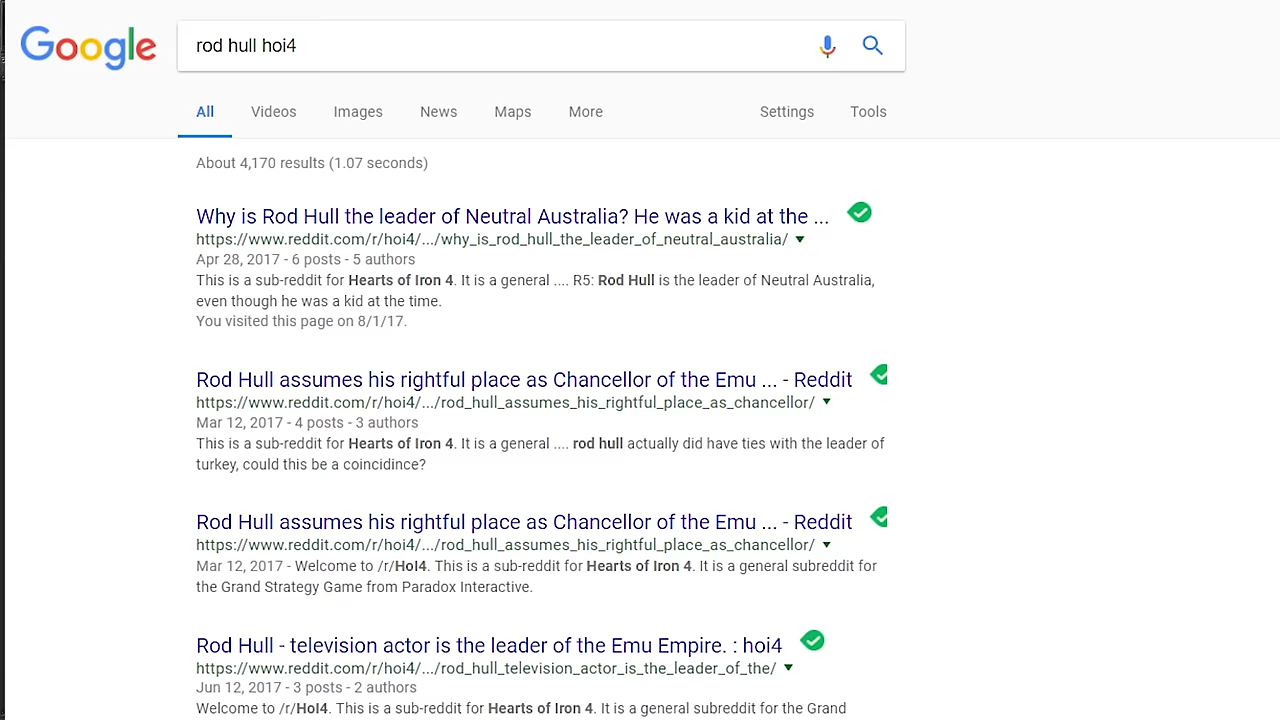 Google
rod hull hoi4
All Videos Images News Maps More Settings Tools
About 4,170 results (1.07 seconds)
Why is Rod Hull the leader of Neutral Australia? He was a kid at the ...
https://www.reddit.com/r/hoi4/.../why_is_rod_hull_the_leader_of_neutral_australia/
Apr 28, 2017 - 6 posts - 5 authors
This is a sub-reddit for Hearts of Iron 4. It is a general .... R5: Rod Hull is the leader of Neutral Australia,
even though he was a kid at the time.
You visited this page on 8/1/17.
Rod Hull assumes his rightful place as Chancellor of the Emu ... - Reddit
https://www.reddit.com/r/hoi4/.../rod_hull_assumes_his_rightful_place_as_chancellor/
Mar 12, 2017 - 4 posts - 3 authors
This is a sub-reddit for Hearts of Iron 4. It is a general .... rod hull actually did have ties with the leader of
turkey, could this be a coincidince?
Rod Hull assumes his rightful place as Chancellor of the Emu ... - Reddit
https://www.reddit.com/r/hoi4/.../rod_hull_assumes_his_rightful_place_as_chancellor/
Mar 12, 2017 - Welcome to /r/HoI4. This is a sub-reddit for Hearts of Iron 4. It is a general subreddit for
the Grand Strategy Game from Paradox Interactive.
Rod Hull - television actor is the leader of the Emu Empire. : hoi4
https://www.reddit.com/r/hoi4/.../rod_hull_television_actor_is_the_leader_of_the/
Jun 12, 2017 - 3 posts - 2 authors
Welcome to /r/HoI4. This is a sub-reddit for Hearts of Iron 4. It is a general subreddit for the Grand